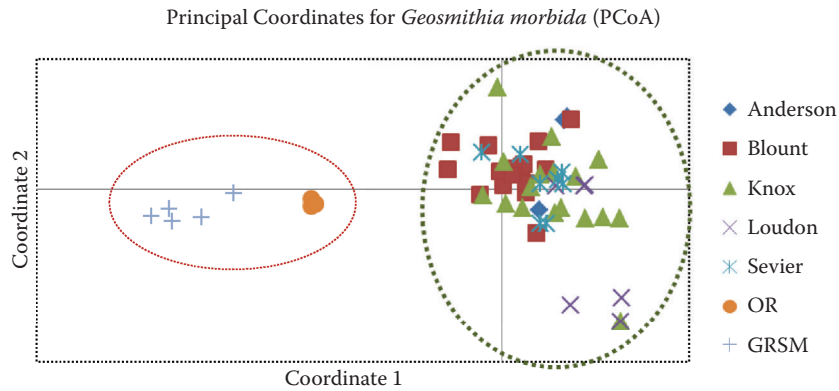 Principal Coordinates for Geosmithia morbida (PCoA)
Coordinate 2
Coordinate 1
Anderson
Blount
Knox
Loudon
Sevier
OR
GRSM